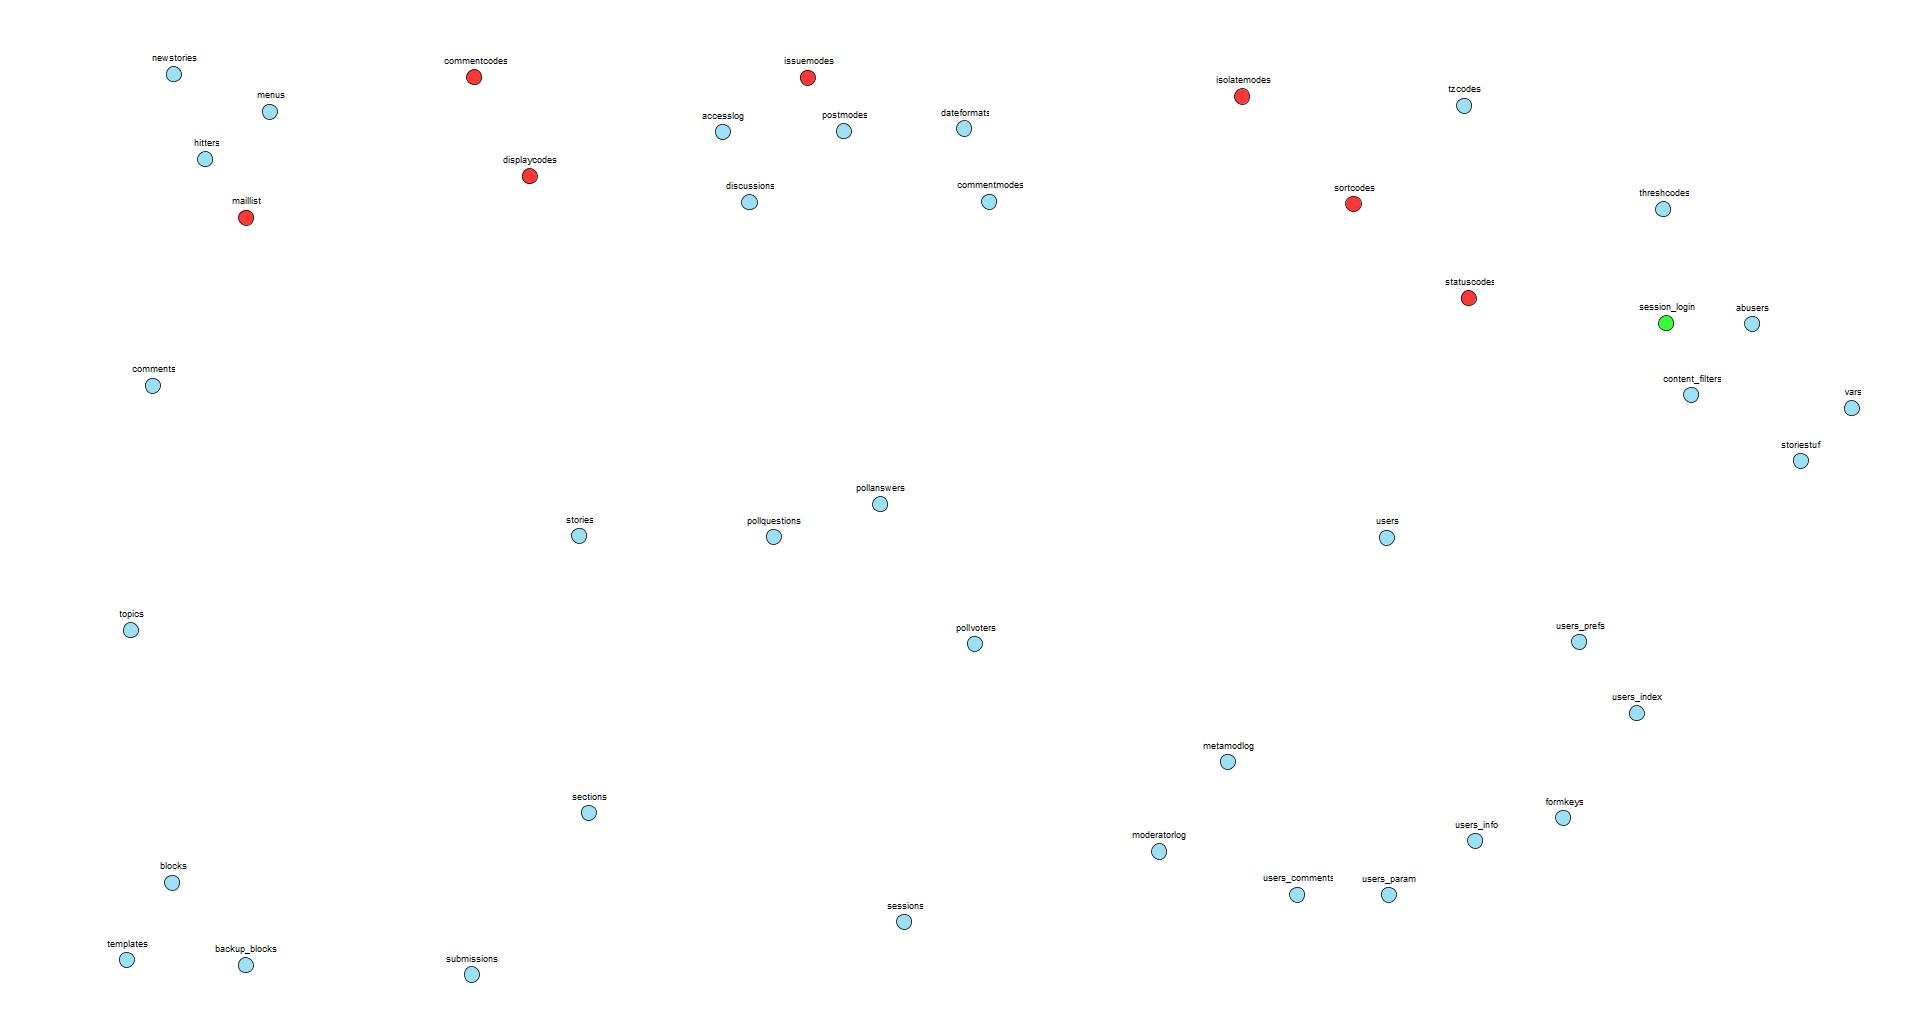 newstories
commentcodes
issuemodes
isolatemodes
tzcodes
menus
accesslog
postmodes
dateformats
hitters
displaycodes
discussions
commentmodes
sortcodes
threshcodes
maillist
statuscodes
session_login
abusers
comments
content_filters
vars
storiestuf
pollanswers
stories
pollquestions
users
topics
pollvoters
users_prefs
users_index
metamodlog
sections
formkeys
moderatorlog
users_info
blocks
users_comments
users_param
sessions
templates
backup_blocks
submissions